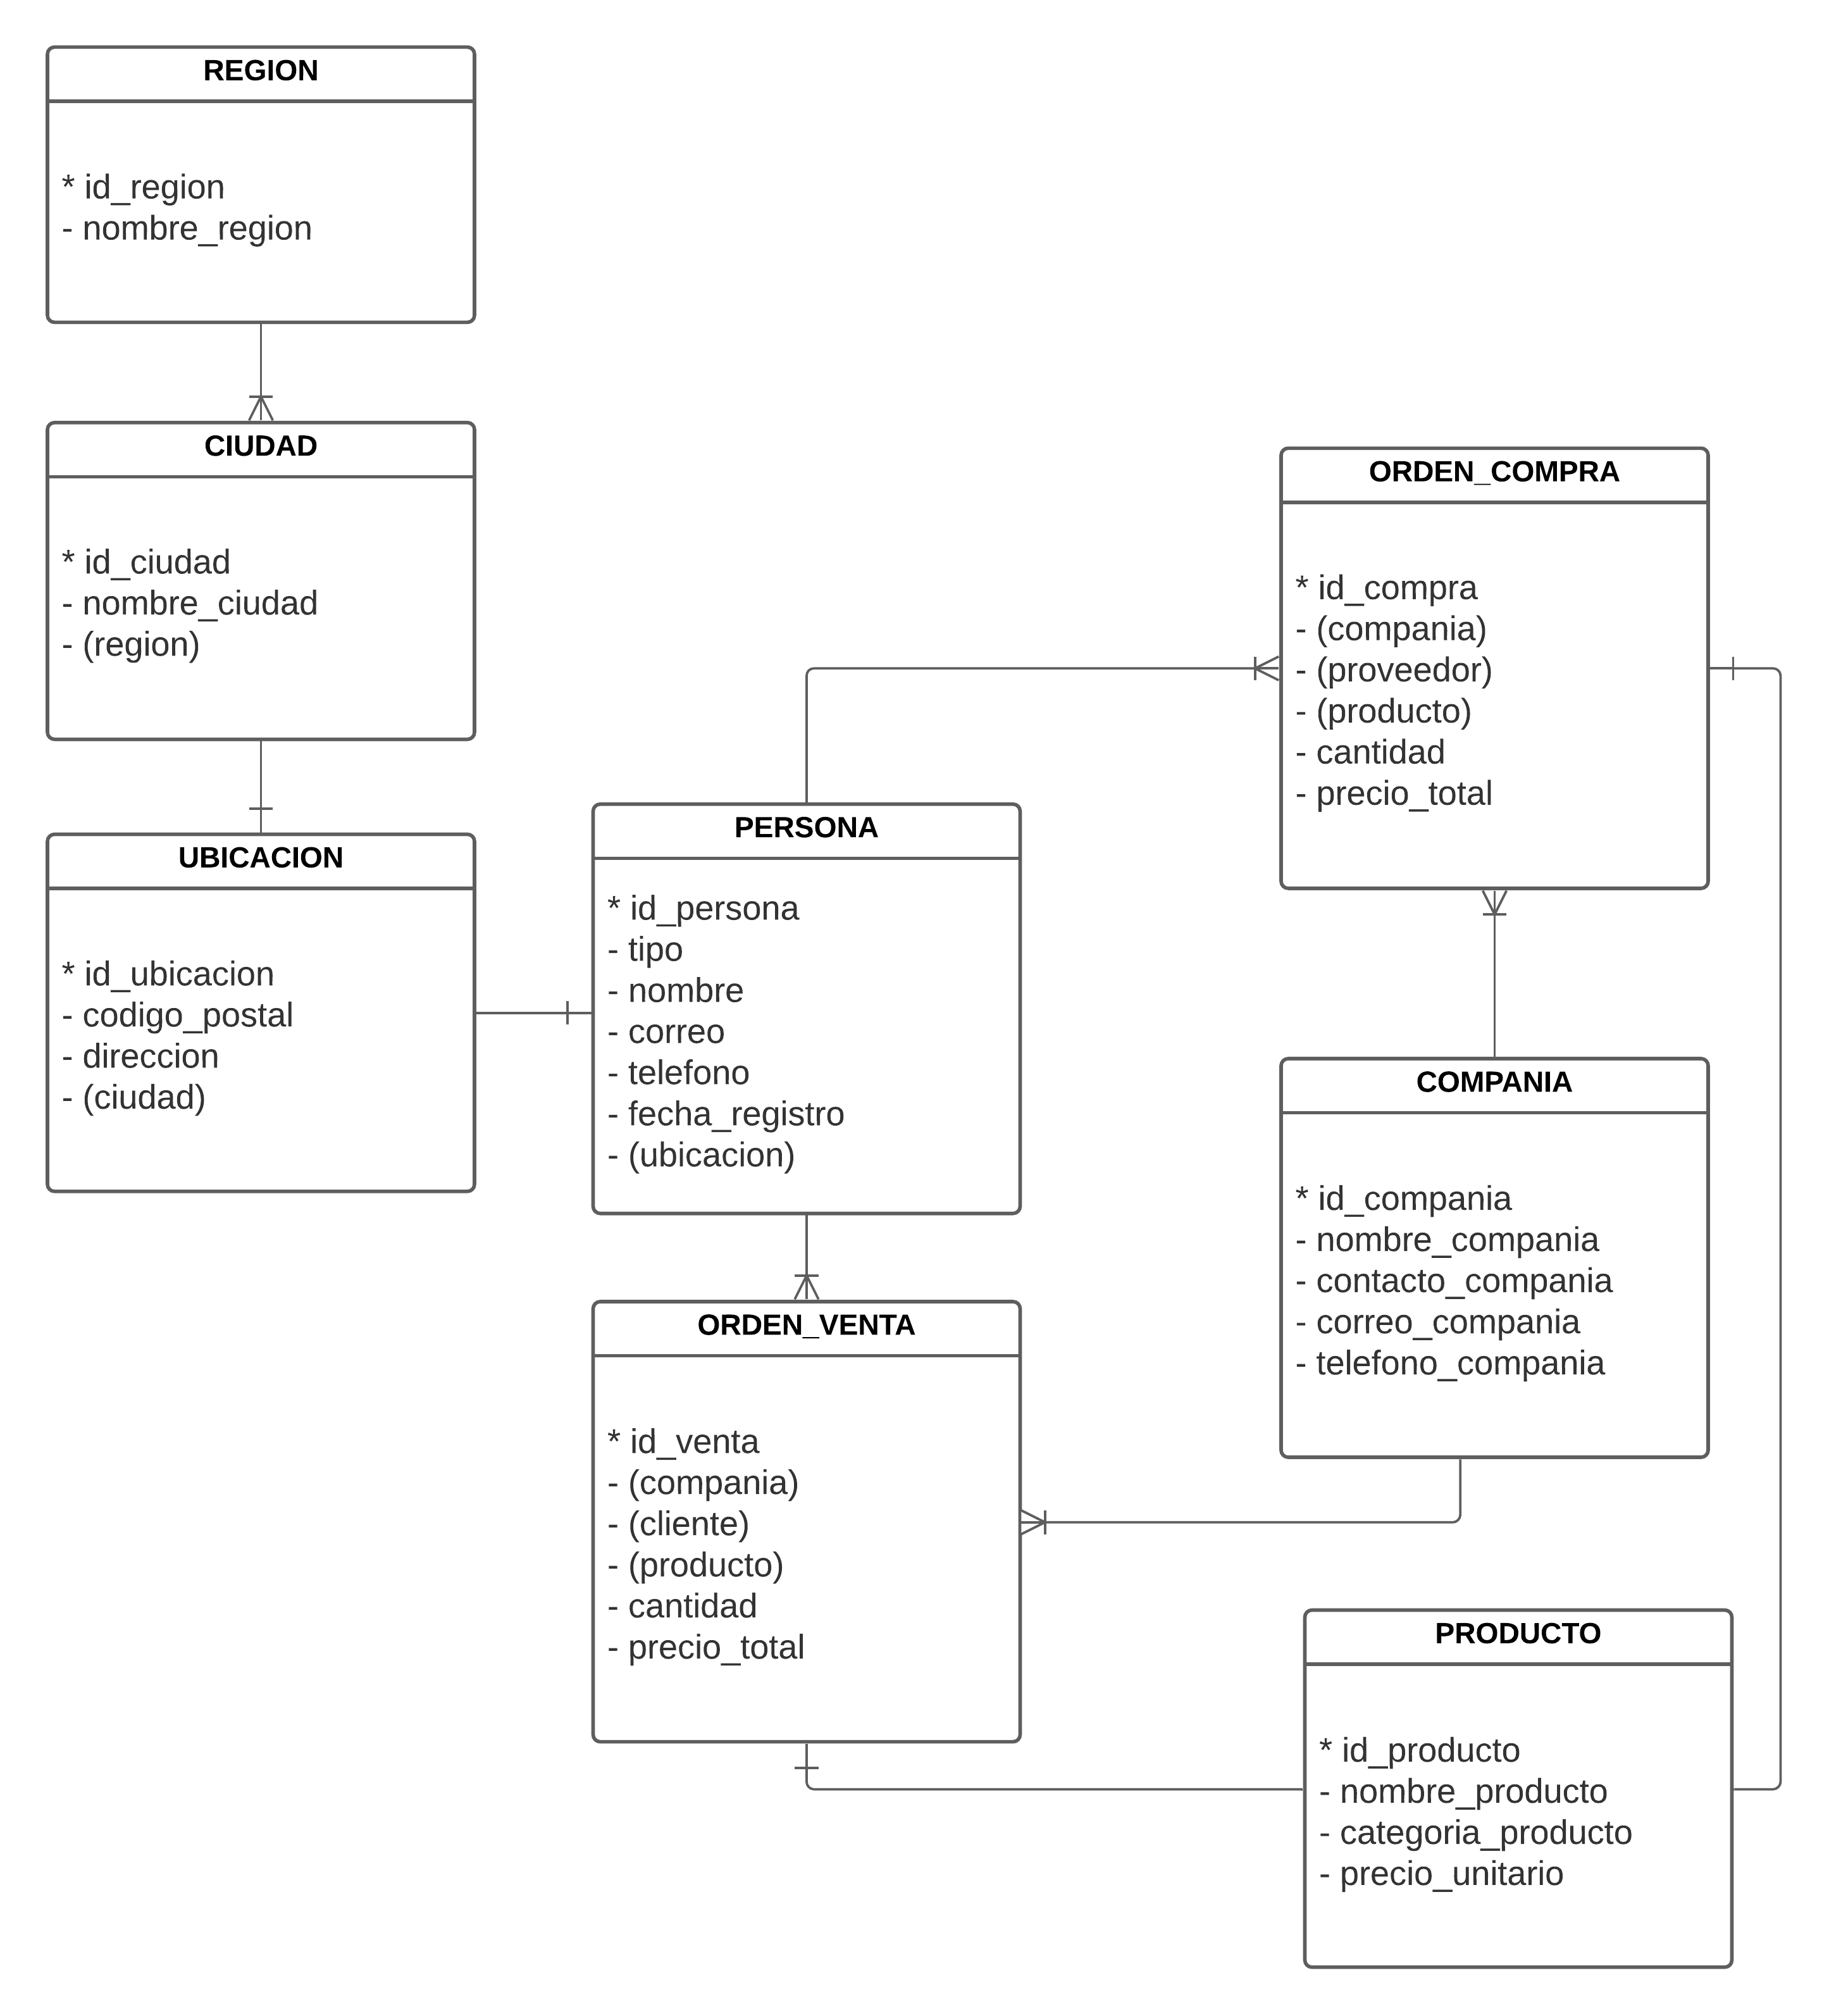 REGION
* id_region
- nombre_region
CIUDAD
* id_ciudad
- nombre_ciudad
- (region)
UBICACION
* id_ubicacion
- codigo_postal
- direccion
- (ciudad)
PERSONA
* id_persona
- tipo
- nombre
- correo
- telefono
- fecha_registro
- (ubicacion)
ORDEN_VENTA
* id_venta
- (compania)
- (cliente)
- (producto)
- cantidad
- precio_total
ORDEN_COMPRA
* id_compra
- (compania)
- (proveedor)
- (producto)
- cantidad
- precio_total
COMPANIA
* id_compania
- nombre_compania
- contacto_compania
- correo_compania
- telefono_compania
PRODUCTO
* id_producto
- nombre_producto
- categoria_producto
- precio_unitario